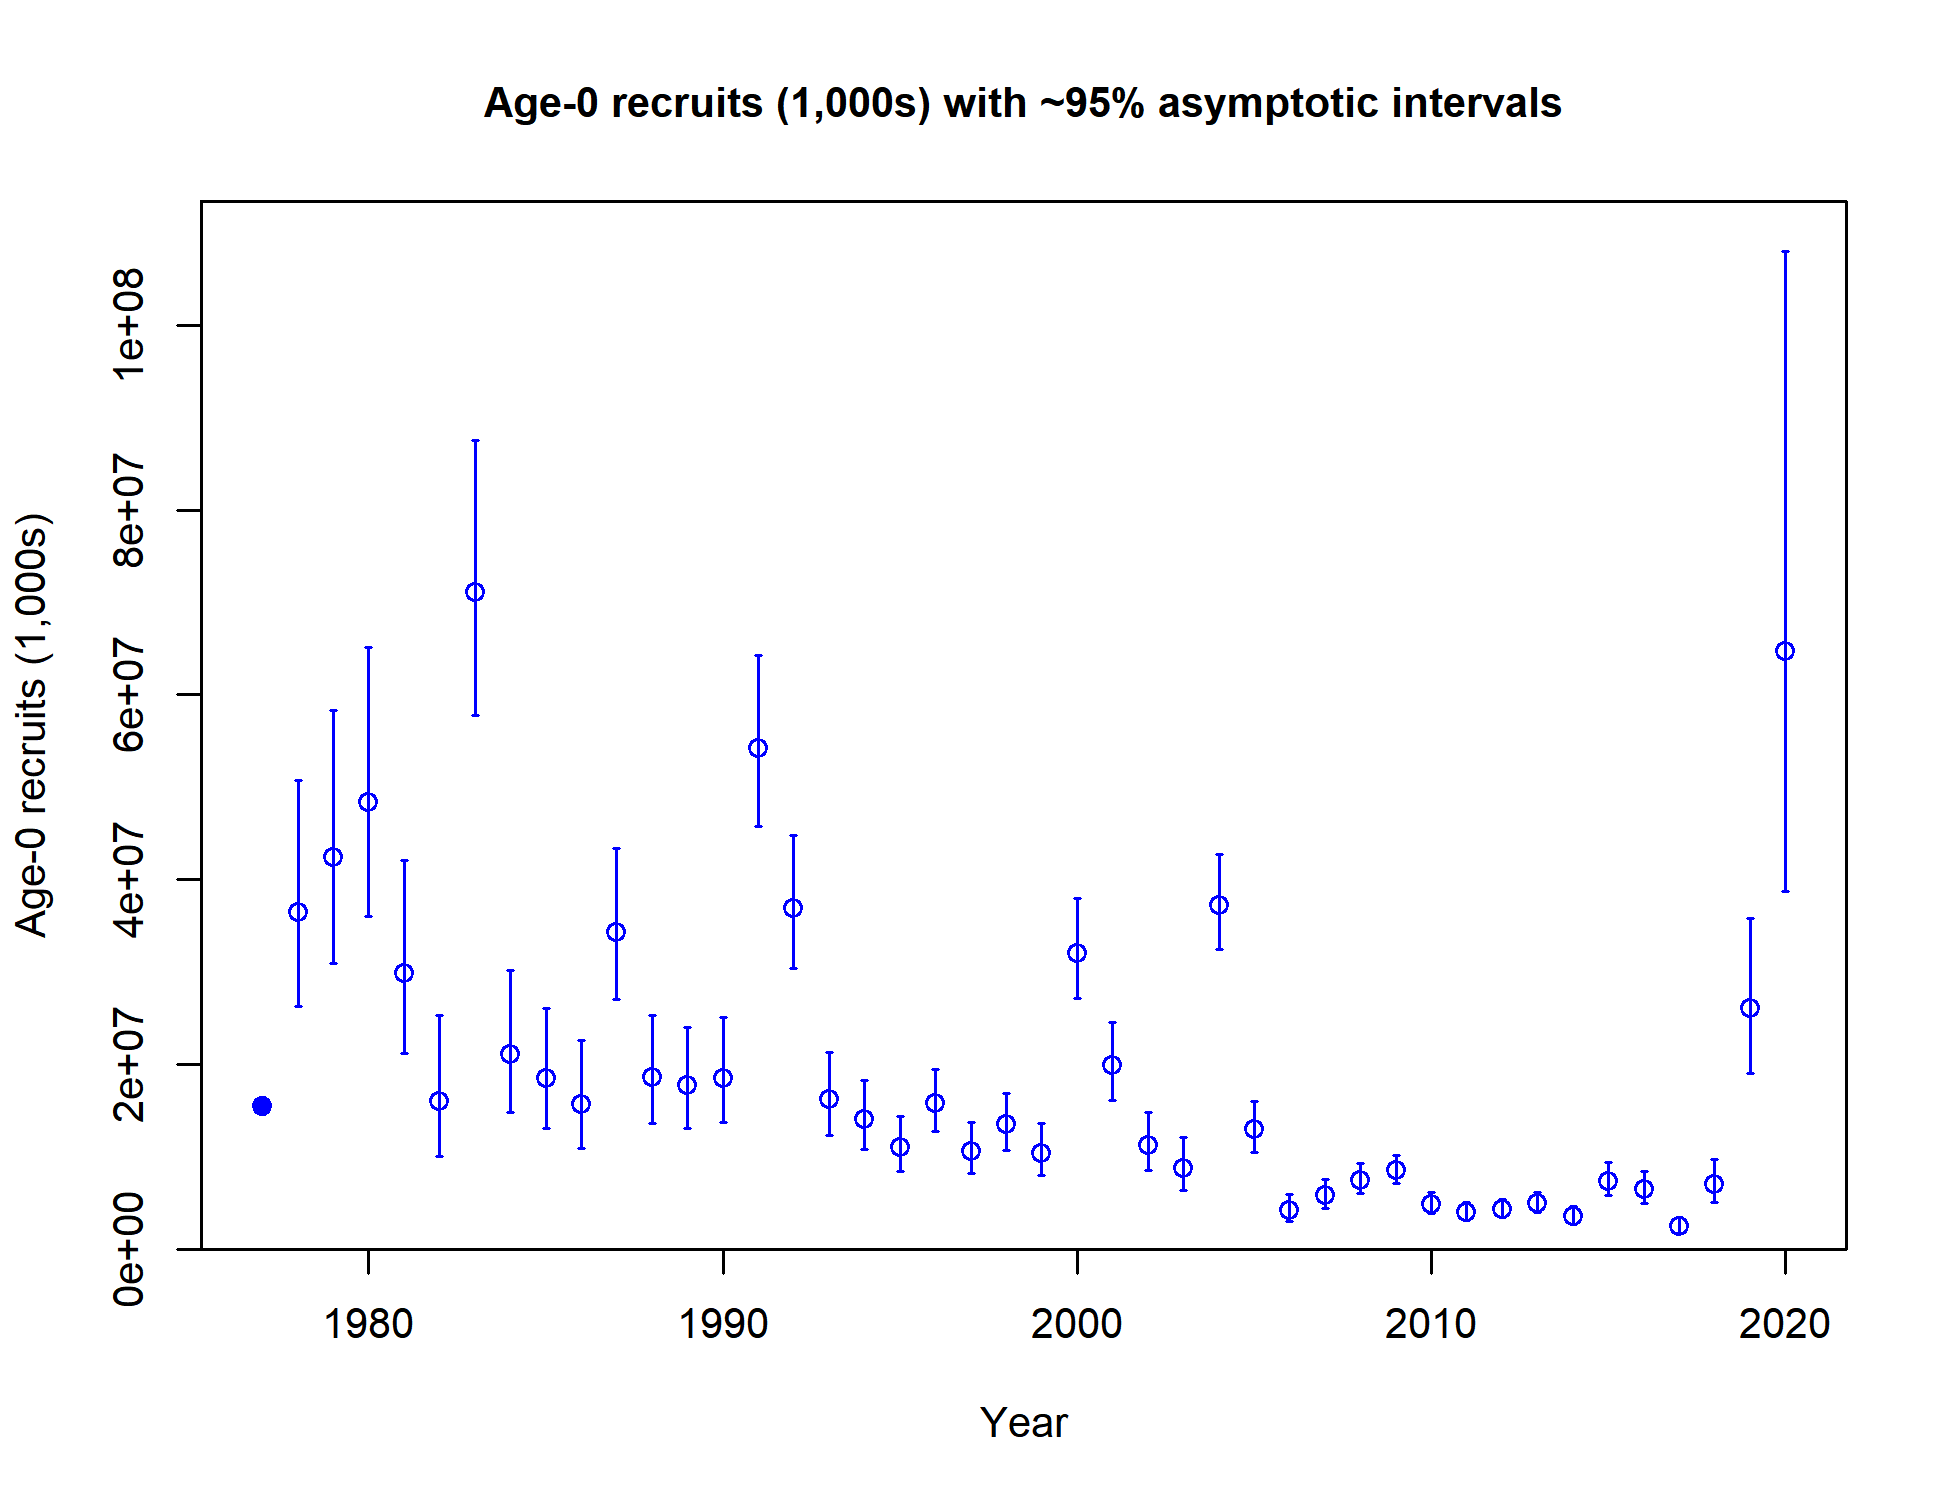 Age-0 recruits (1,000s) with ~95% asymptotic intervals
Age-0 recruits (1,000s)
1e+08
8e+07
6e+07
4e+07
2e+07
0e+00
1980 1990 2000 2010 2020
Year